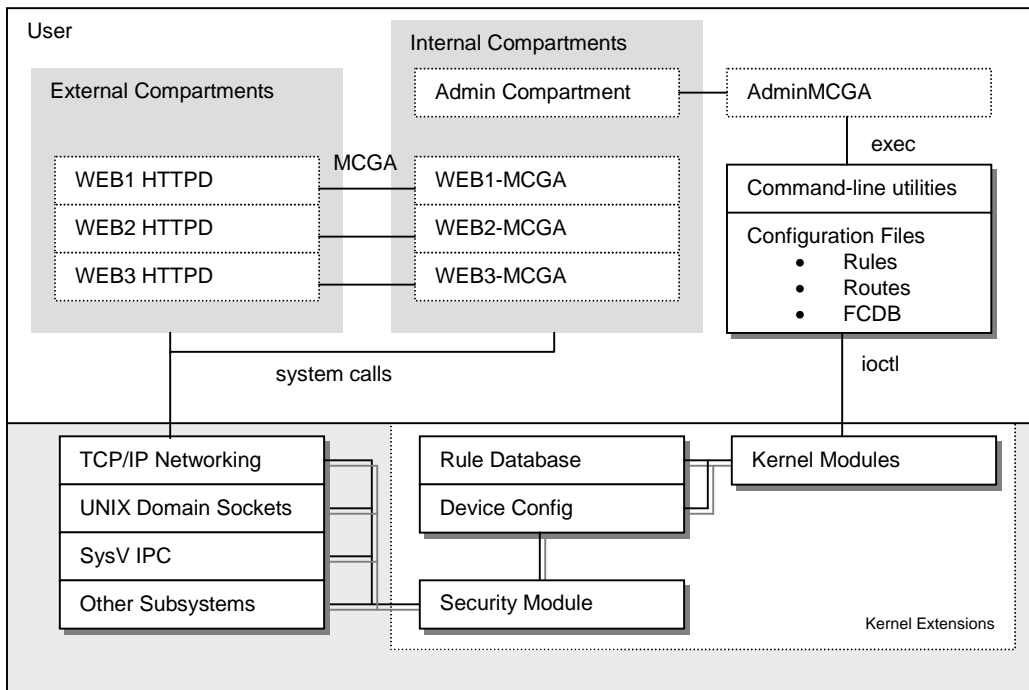 User
Internal Compartments
External Compartments
Admin Compartment
AdminMCGA
exec
MCGA
WEB1 HTTPD
WEB1-MCGA
WEB2 HTTPD
WEB2-MCGA
WEB3 HTTPD
WEB3-MCGA
Command-line utilities
Configuration Files
• Rules
• Routes
• FCDB
system calls
ioctl
TCP/IP Networking
UNIX Domain Sockets
SysV IPC
Other Subsystems
Rule Database
Device Config
Kernel Modules
Security Module
Kernel Extensions